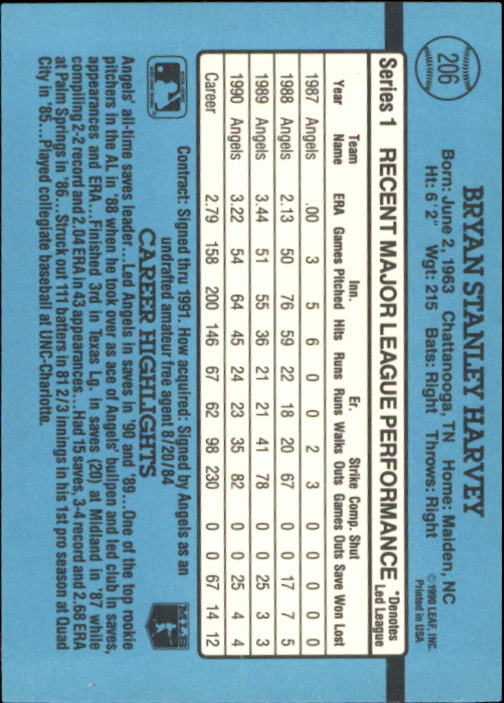 206
BRYAN STANLEY HARVEY
Born: June 2, 1963 Chattanooga, TN Home: Maiden, NC
Ht: 6' 2" Wgt: 215 Bats: Right Throws: Right
©1990 LEAF, INC.
Printed in USA
Series 1 RECENT MAJOR LEAGUE PERFORMANCE *Denotes Led League
Team Inn. Er. Strike Comp. Shut
Year Name ERA Games Pitched Hits Runs Runs Walks Outs Games Outs Save Won Lost
1987 Angels .00 3 5 6 0 0 2 3 0 0 0 0 0
1988 Angels 2.13 50 76 59 22 18 20 67 0 0 17 7 5
1989 Angels 3.44 51 55 36 21 21 41 78 0 0 25 3 3
1990 Angels 3.22 54 64 45 24 23 35 82 0 0 25 4 4
Career 2.79 158 200 146 67 62 98 230 0 0 67 14 12
Contract: Signed thru 1991. How acquired: Signed by Angels as an
undrafted amateur free agent 8/20/84
CAREER HIGHLIGHTS
MLB
Angels' all-time saves leader...Led Angels in saves in '90 and '89...One of the top rookie
pitchers in the AL in '88 when he took over as ace of Angels' bullpen and led club in saves,
appearances and ERA...Finished 3rd in Texas Lg. in saves (20) at Midland in '87 while
compiling 2-2 record and 2.04 ERA in 43 appearances...Had 15 saves, 3-4 record and 2.68 ERA
at Palm Springs in '86...Struck out 111 batters in 81 2/3 innings in his 1st pro season at Quad
City in '85...Played collegiate baseball at UNC-Charlotte.